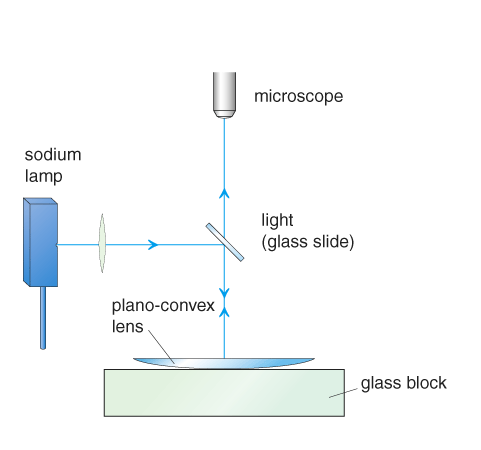 microscope
sodium
lamp
light
(glass slide)
plano-convex
lens
glass block